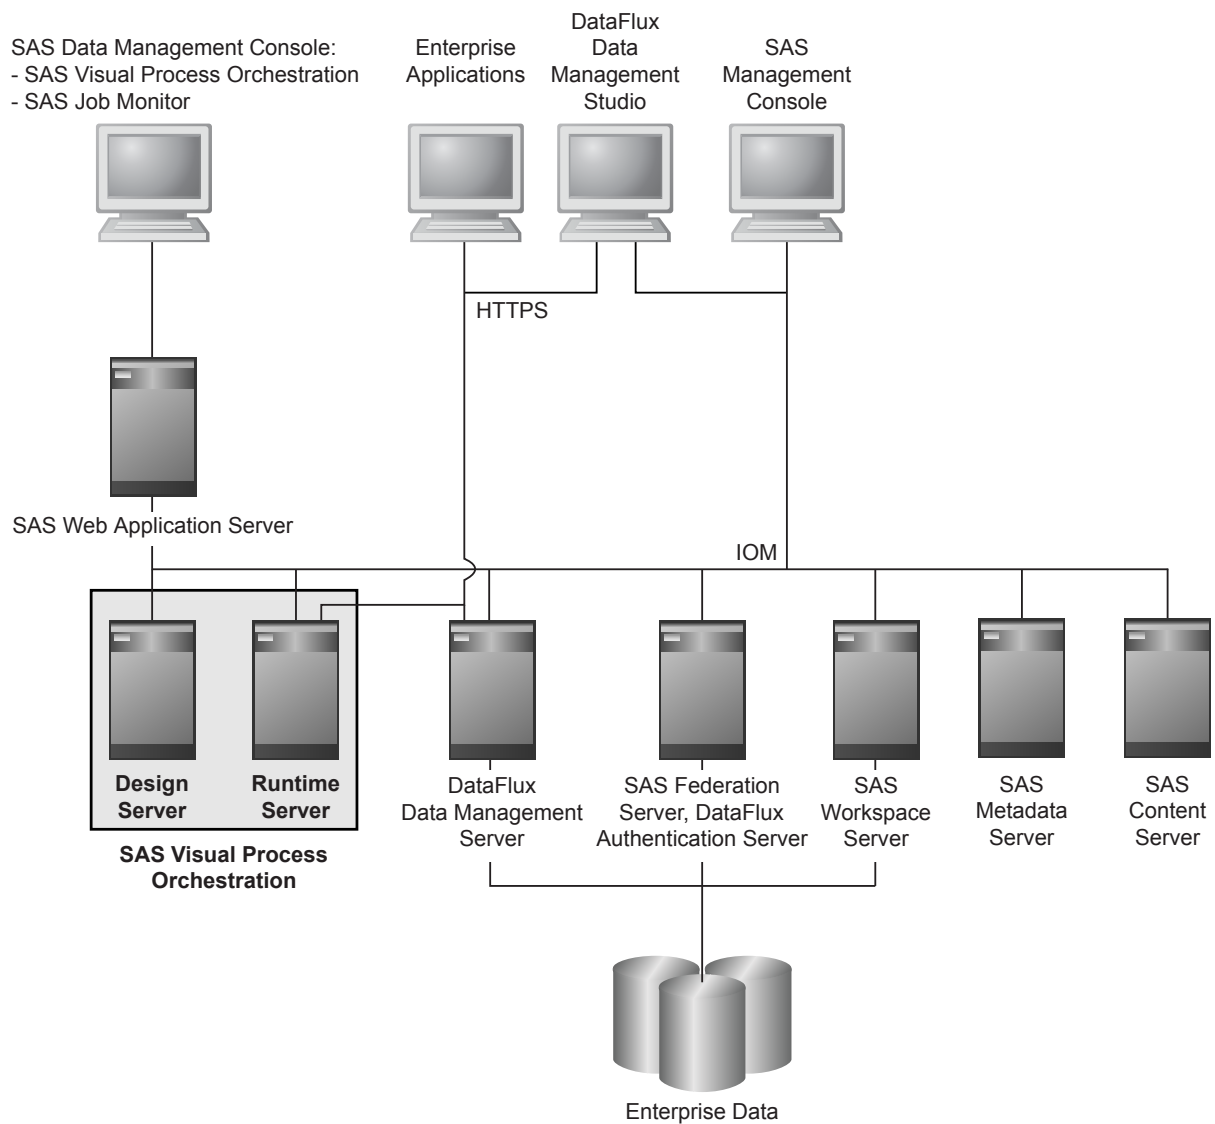 SAS Data Management Console:
- SAS Visual Process Orchestration
- SAS Job Monitor
Enterprise
Applications
DataFlux
Data
Management
Studio
SAS
Management
Console
HTTPS
SAS Web Application Server
IOM
Design
Server
Runtime
Server
SAS Visual Process
Orchestration
DataFlux
Data Management
Server
SAS Federation
Server, DataFlux
Authentication Server
SAS
Workspace
Server
SAS
Metadata
Server
SAS
Content
Server
Enterprise Data